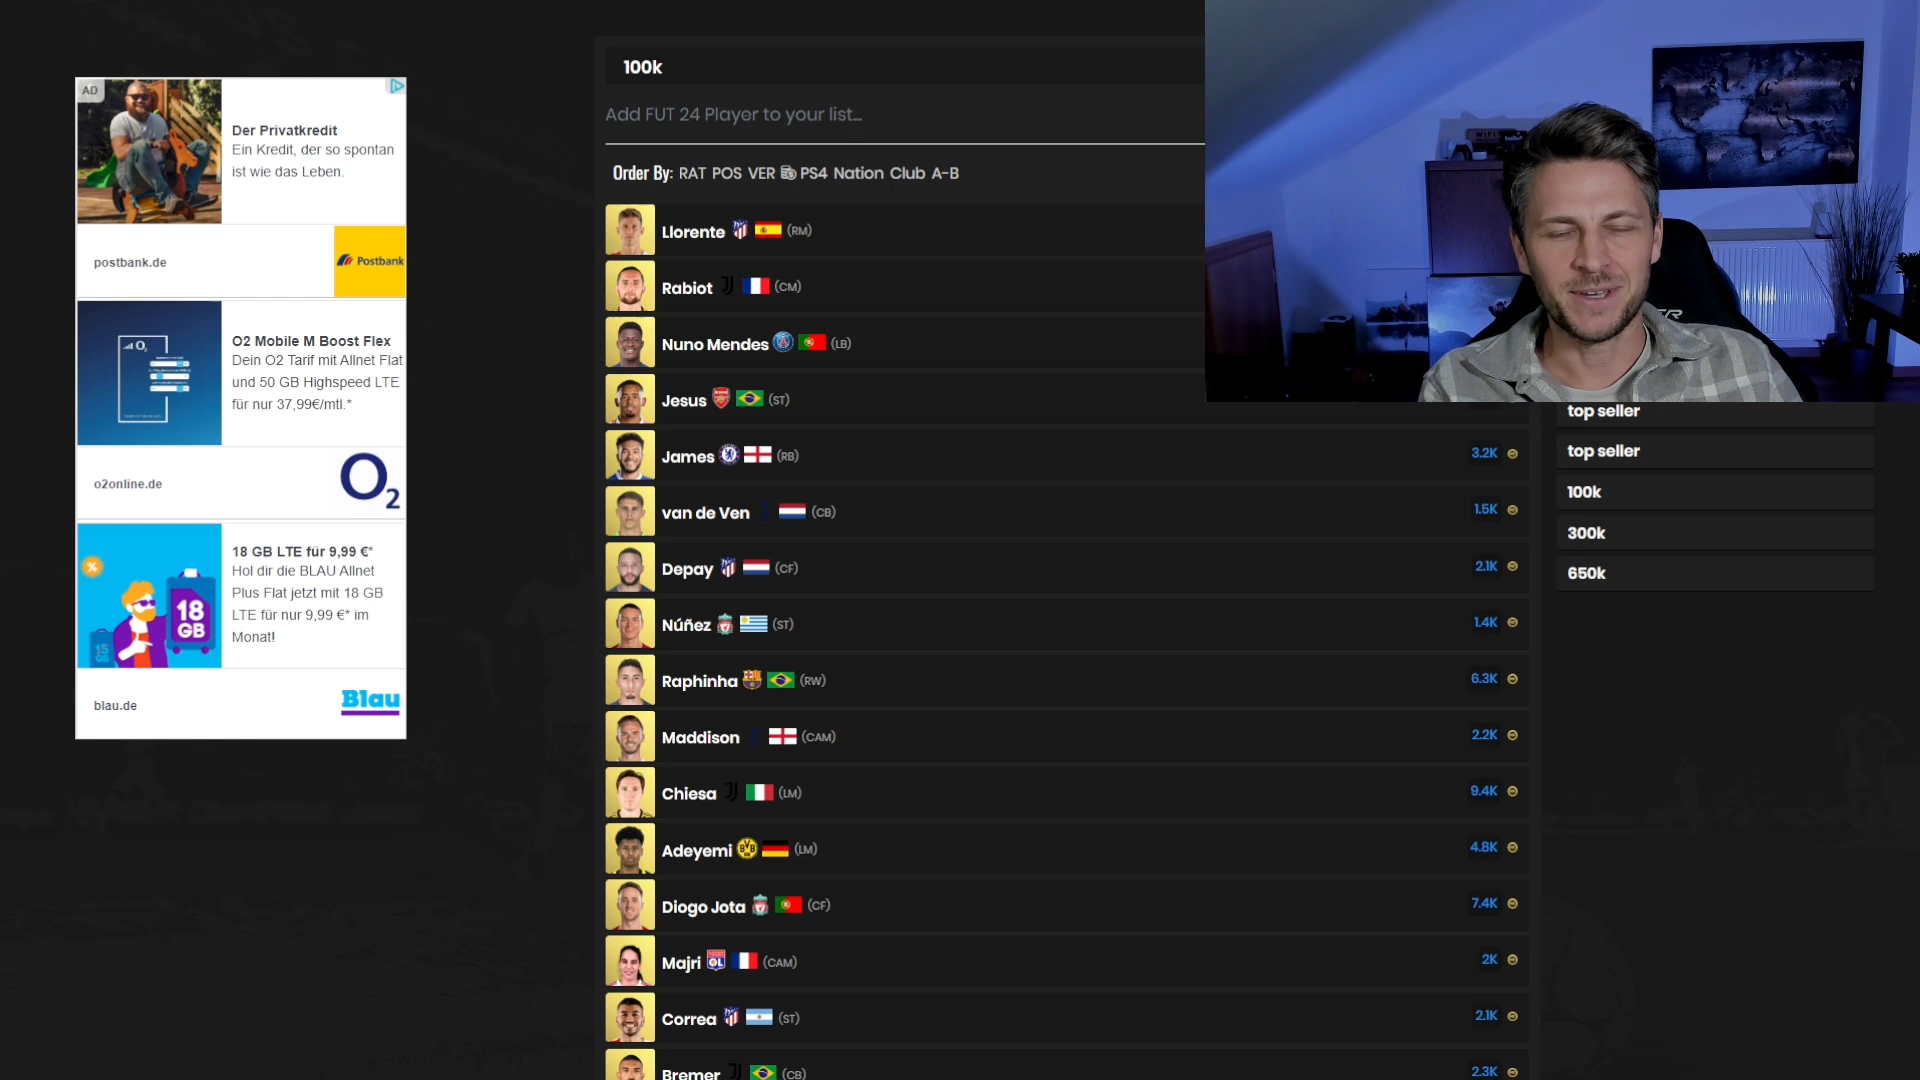 AD
Der Privatkredit
Ein Kredit, der so spontan
ist wie das Leben.
postbank.de
Postbank
O2 Mobile M Boost Flex
Dein O2 Tarif mit Allnet Flat
und 50 GB Highspeed LTE
für nur 37,99€/mtl.*
o2online.de
O2
18 GB LTE für 9,99 €*
Hol dir die BLAU Allnet
Plus Flat jetzt mit 18 GB
LTE für nur 9,99 €* im
Monat!
%
18
GB
15
GB
blau.de
Blau
100k
Add FUT 24 Player to your list...
Order By: RAT POS VER PS4 Nation Club A-B
Llorente (RM)
Rabiot (CM)
Nuno Mendes (LB)
Jesus (ST)
James (RB) 3.2K
van de Ven (CB) 1.5K
Depay (CF) 2.1K
Núñez (ST) 1.4K
Raphinha (RW) 6.3K
Maddison (CAM) 2.2K
Chiesa (LM) 9.4K
Adeyemi (LM) 4.8K
Diogo Jota (CF) 7.4K
Majri (CAM) 2K
Correa (ST) 2.1K
Bremer (CB) 2.3K
WIFI
top seller
top seller
100k
300k
650k